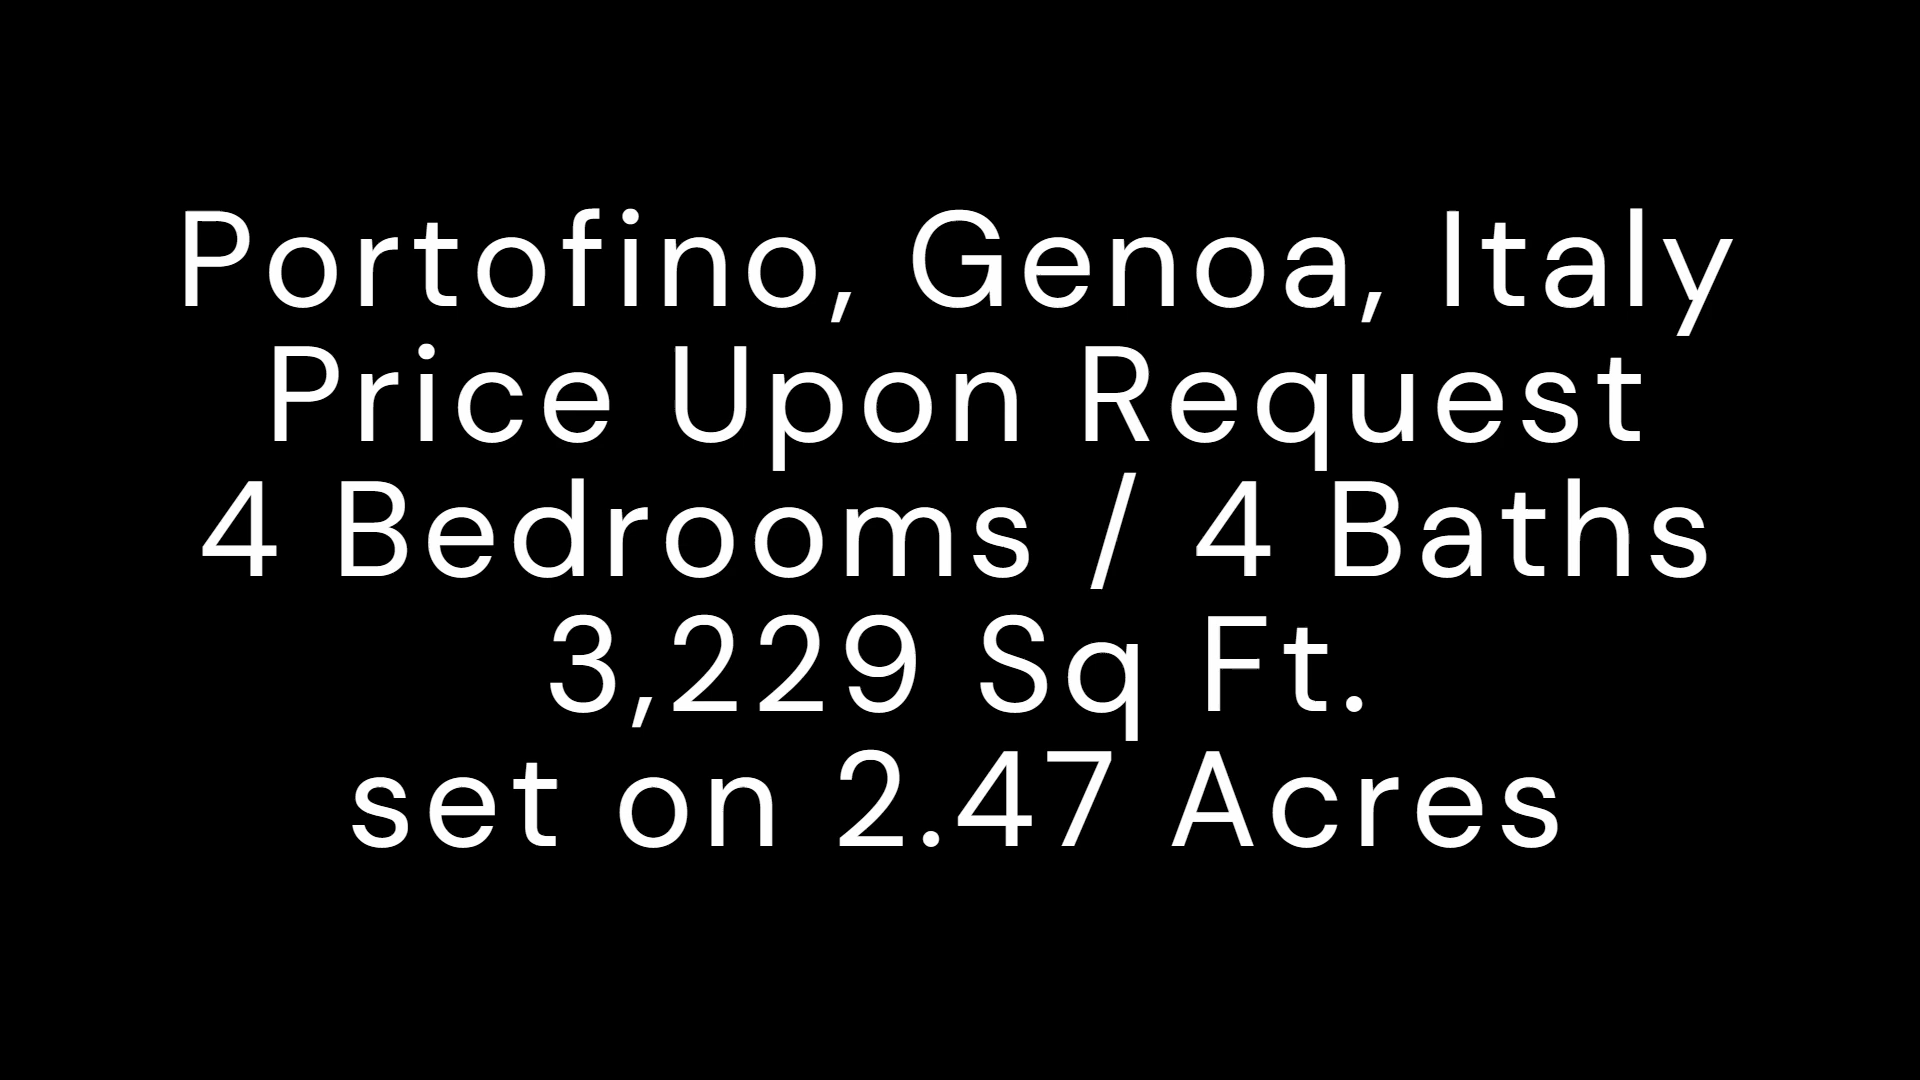 Portofino, Genoa, Italy
Price Upon Request
4 Bedrooms / 4 Baths
3,229 Sq Ft.
set on 2.47 Acres